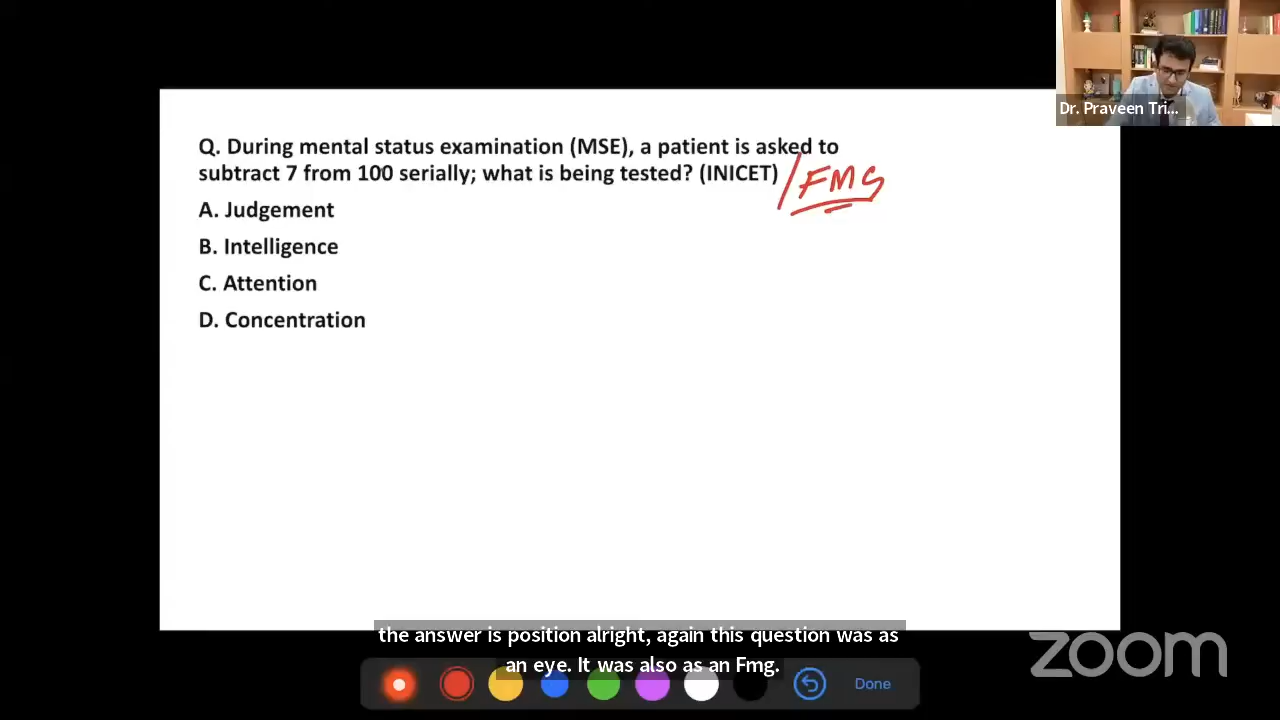 Dr. Praveen Tri...
Q. During mental status examination (MSE), a patient is asked to
subtract 7 from 100 serially; what is being tested? (INICET) / FMG
A. Judgement
B. Intelligence
C. Attention
D. Concentration
the answer is position alright, again this question was as
an eye. It was also as an Fmg.
zoom
Done